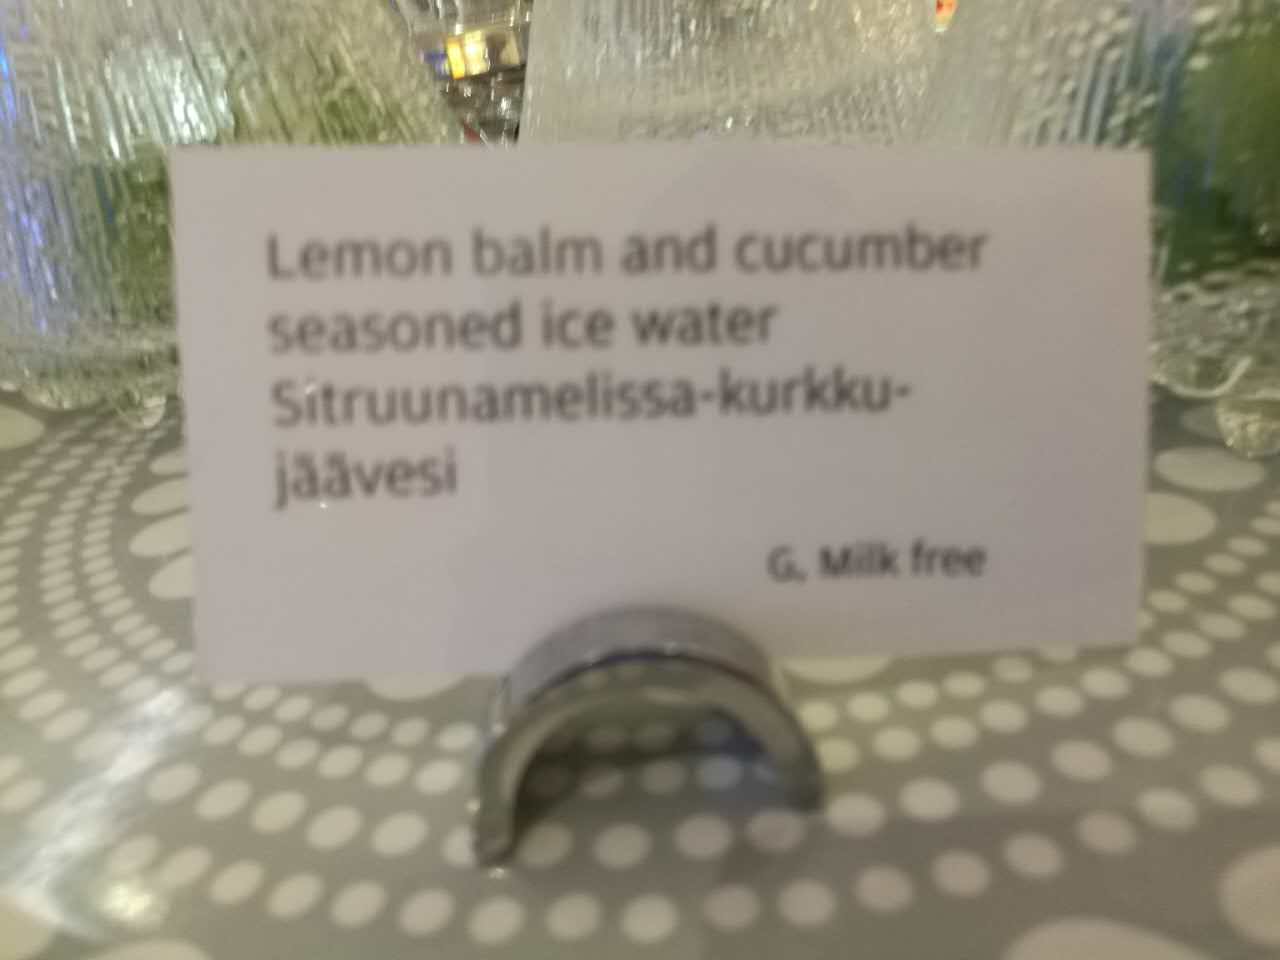 Lemon balm and cucumber
seasoned ice water
Sitruunamelissa-kurkku-
jäävesi
G, Milk free